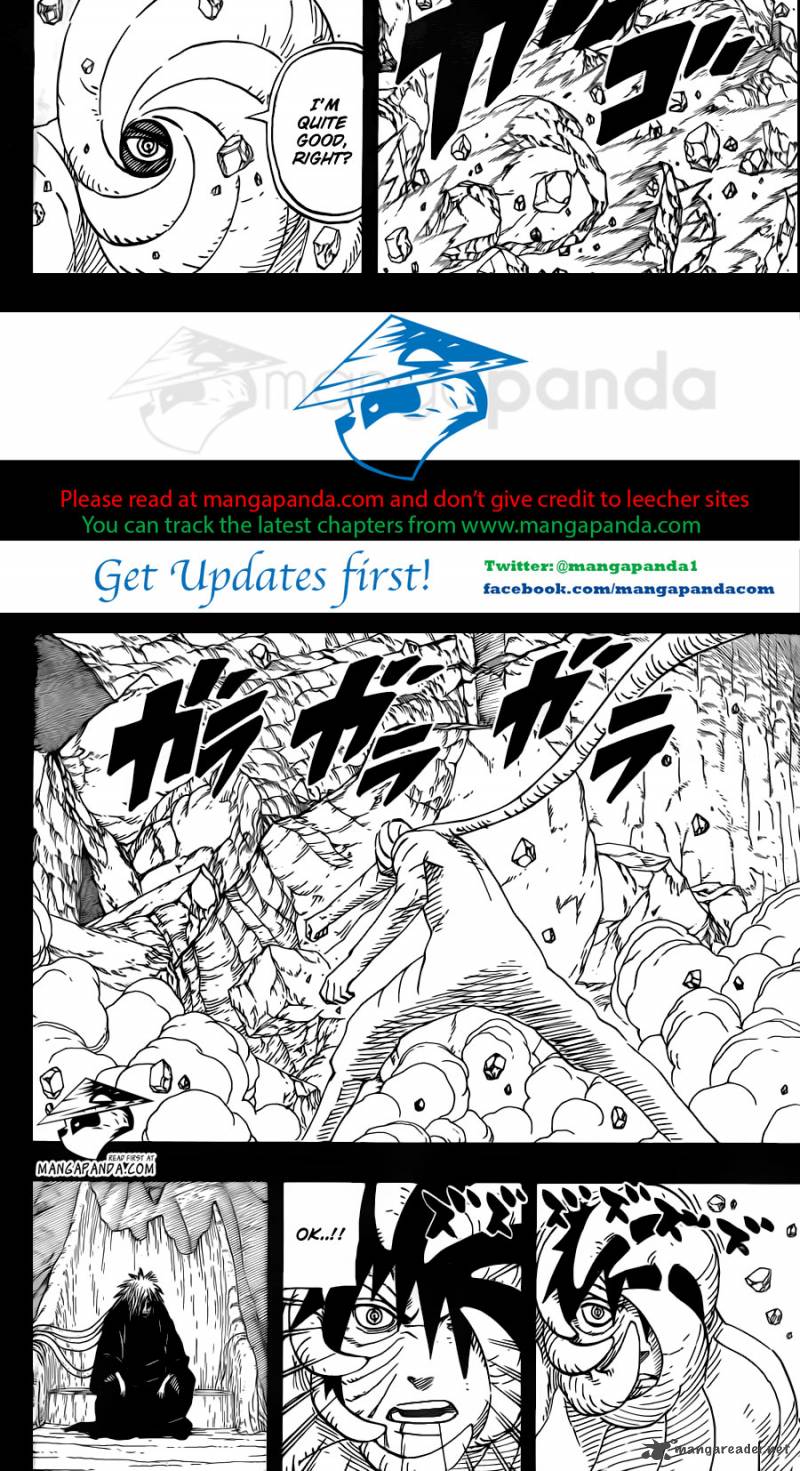 I'M
QUITE
GOOD,
RIGHT?
ガガゴ
mangapanda
Please read at mangapanda.com and don't give credit to leecher sites
You can track the latest chapters from www.mangapanda.com
Get Updates first!
Twitter: @mangapanda1
facebook.com/mangapandacom
ガラガラガラ
READ FIRST AT
MANGAPANDA.COM
OK..!!
ズズズズズズ
mangareader.net